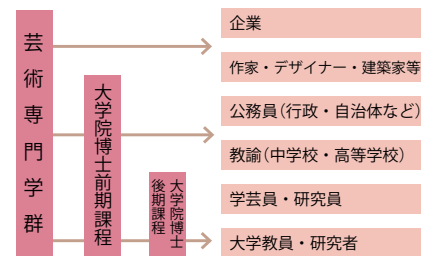 芸術専門学群
大学院博士前期課程
大学院博士
後期課程
企業
作家・デザイナー・建築家等
公務員(行政・自治体など)
教諭(中学校・高等学校)
学芸員・研究員
大学教員・研究者